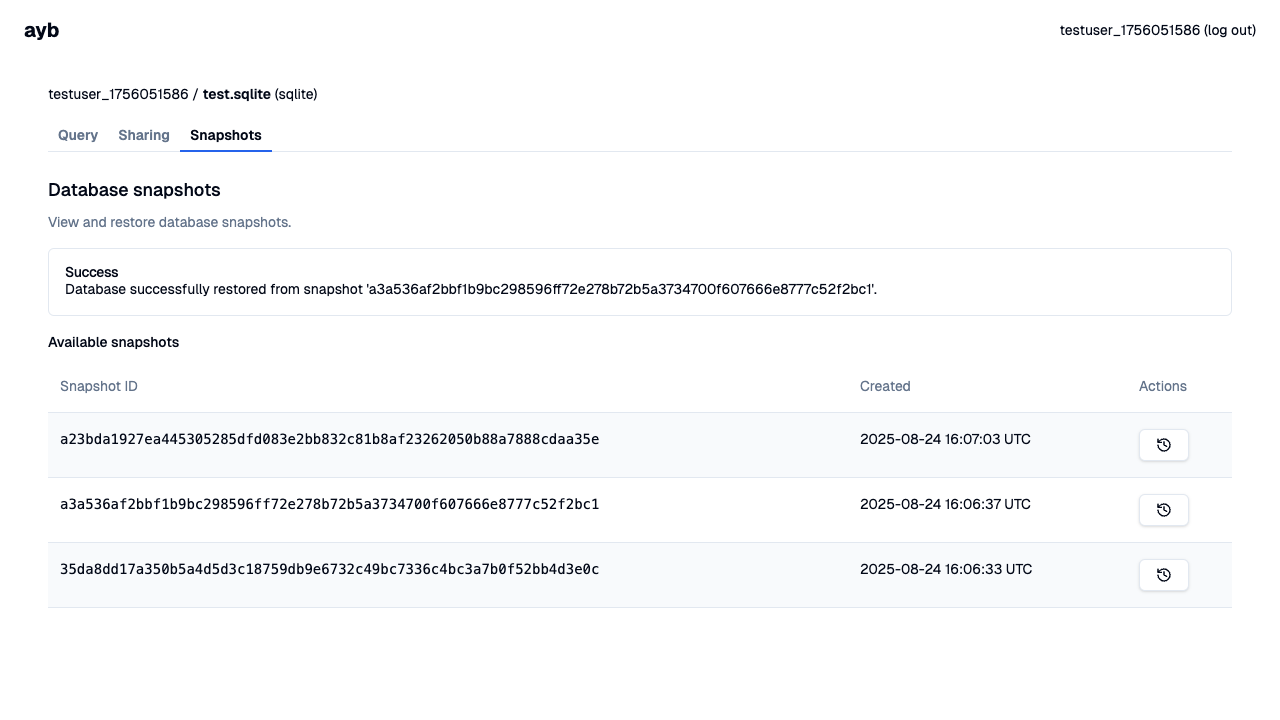 ayb
testuser_1756051586 (log out)
testuser_1756051586 / test.sqlite (sqlite)
Query Sharing Snapshots
Database snapshots
View and restore database snapshots.
Success
Database successfully restored from snapshot 'a3a536af2bbf1b9bc298596ff72e278b72b5a3734700f607666e8777c52f2bc1'.
Available snapshots
Snapshot ID Created Actions
a23bda1927ea445305285dfd083e2bb832c81b8af23262050b88a7888cdaa35e 2025-08-24 16:07:03 UTC
a3a536af2bbf1b9bc298596ff72e278b72b5a3734700f607666e8777c52f2bc1 2025-08-24 16:06:37 UTC
35da8dd17a350b5a4d5d3c18759db9e6732c49bc7336c4bc3a7b0f52bb4d3e0c 2025-08-24 16:06:33 UTC